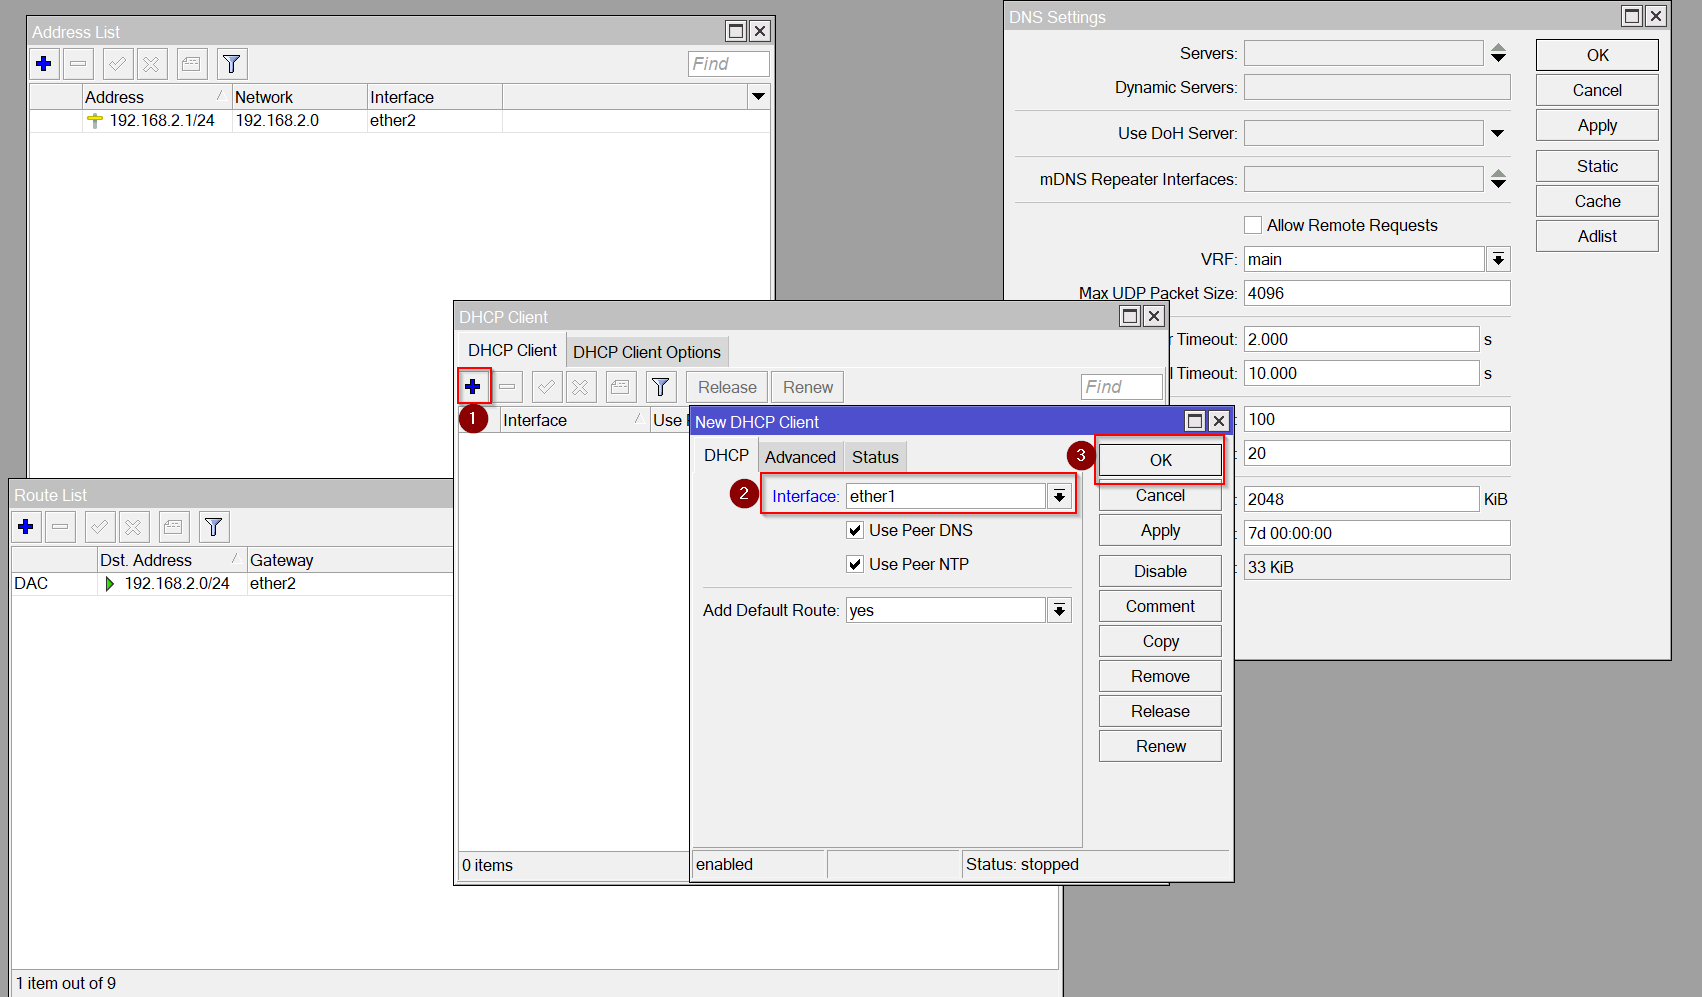 Address List
Find
Address Network Interface
192.168.2.1/24 192.168.2.0 ether2
DNS Settings
Servers:
Dynamic Servers:
Use DoH Server:
mDNS Repeater Interfaces:
Allow Remote Requests
VRF: main
Max UDP Packet Size: 4096
r Timeout: 2.000 s
l Timeout: 10.000 s
: 100
: 20
: 2048 KiB
: 7d 00:00:00
: 33 KiB
OK
Cancel
Apply
Static
Cache
Adlist
DHCP Client
DHCP Client DHCP Client Options
Release Renew Find
1
Interface Use
0 items
New DHCP Client
DHCP Advanced Status
2
Interface: ether1
Use Peer DNS
Use Peer NTP
Add Default Route: yes
3
OK
Cancel
Apply
Disable
Comment
Copy
Remove
Release
Renew
enabled Status: stopped
Route List
Dst. Address Gateway
DAC 192.168.2.0/24 ether2
1 item out of 9